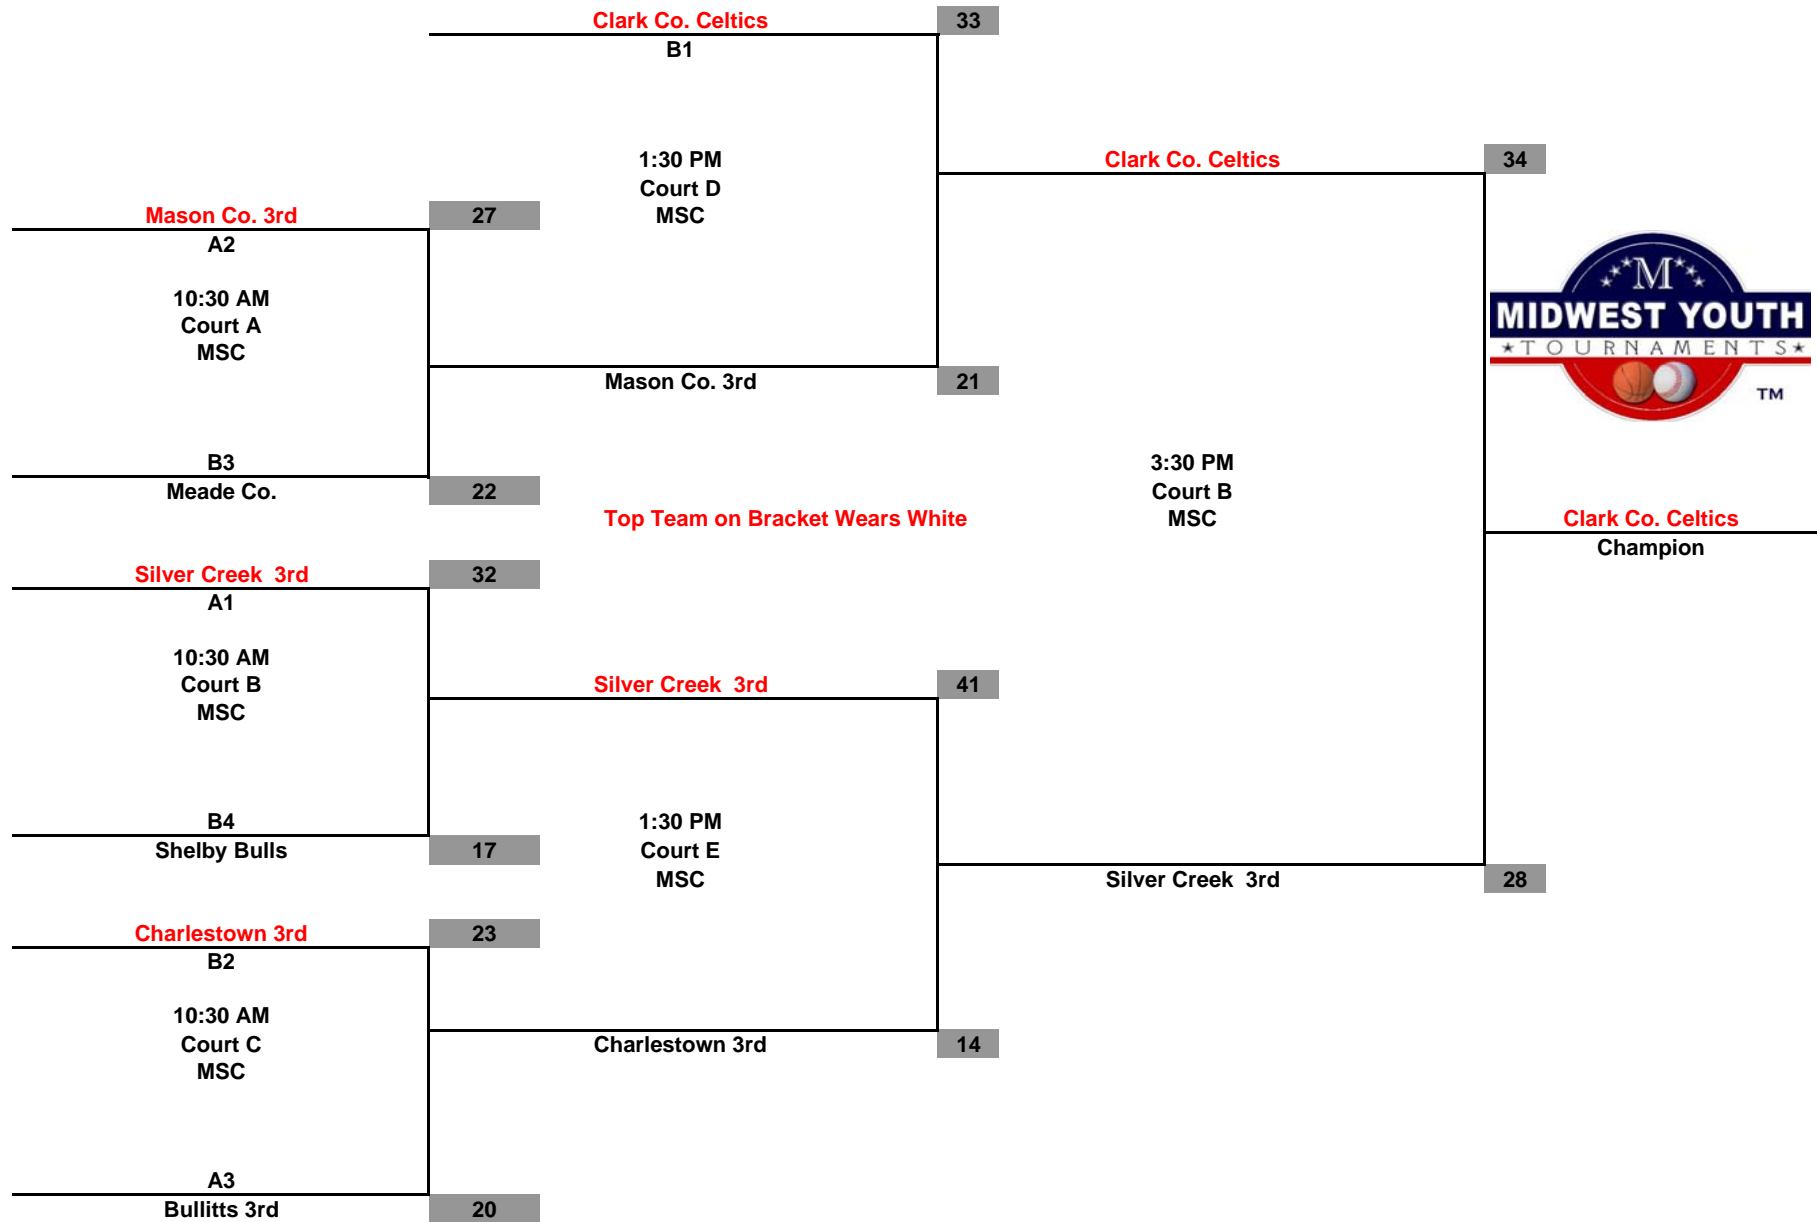 Clark Co. Celtics 33
B1
1:30 PM
Court D
MSC
Clark Co. Celtics 34
Mason Co. 3rd 27
A2
10:30 AM
Court A
MSC
M
MIDWEST YOUTH
TOURNAMENTS
TM
Mason Co. 3rd 21
B3
Meade Co. 22
3:30 PM
Court B
MSC
Top Team on Bracket Wears White
Clark Co. Celtics
Champion
Silver Creek  3rd 32
A1
10:30 AM
Court B
MSC
Silver Creek  3rd 41
B4
Shelby Bulls 17
1:30 PM
Court E
MSC
Silver Creek  3rd 28
Charlestown 3rd 23
B2
10:30 AM
Court C
MSC
Charlestown 3rd 14
A3
Bullitts 3rd 20